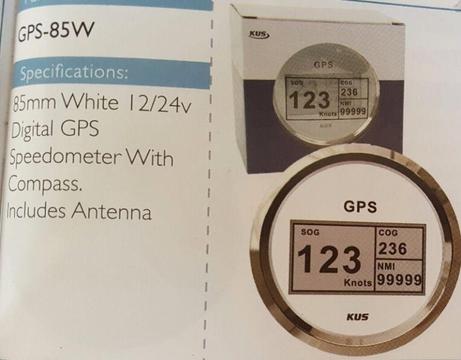 GPS-85W
Specifications:
85mm White 12/24v
Digital GPS
Speedometer With
Compass.
Includes Antenna
KUS
GPS
SOG
COG
123
236
NMI
Knots
99999
KUS
GPS
SOG
COG
123
236
NMI
Knots
99999
KUS